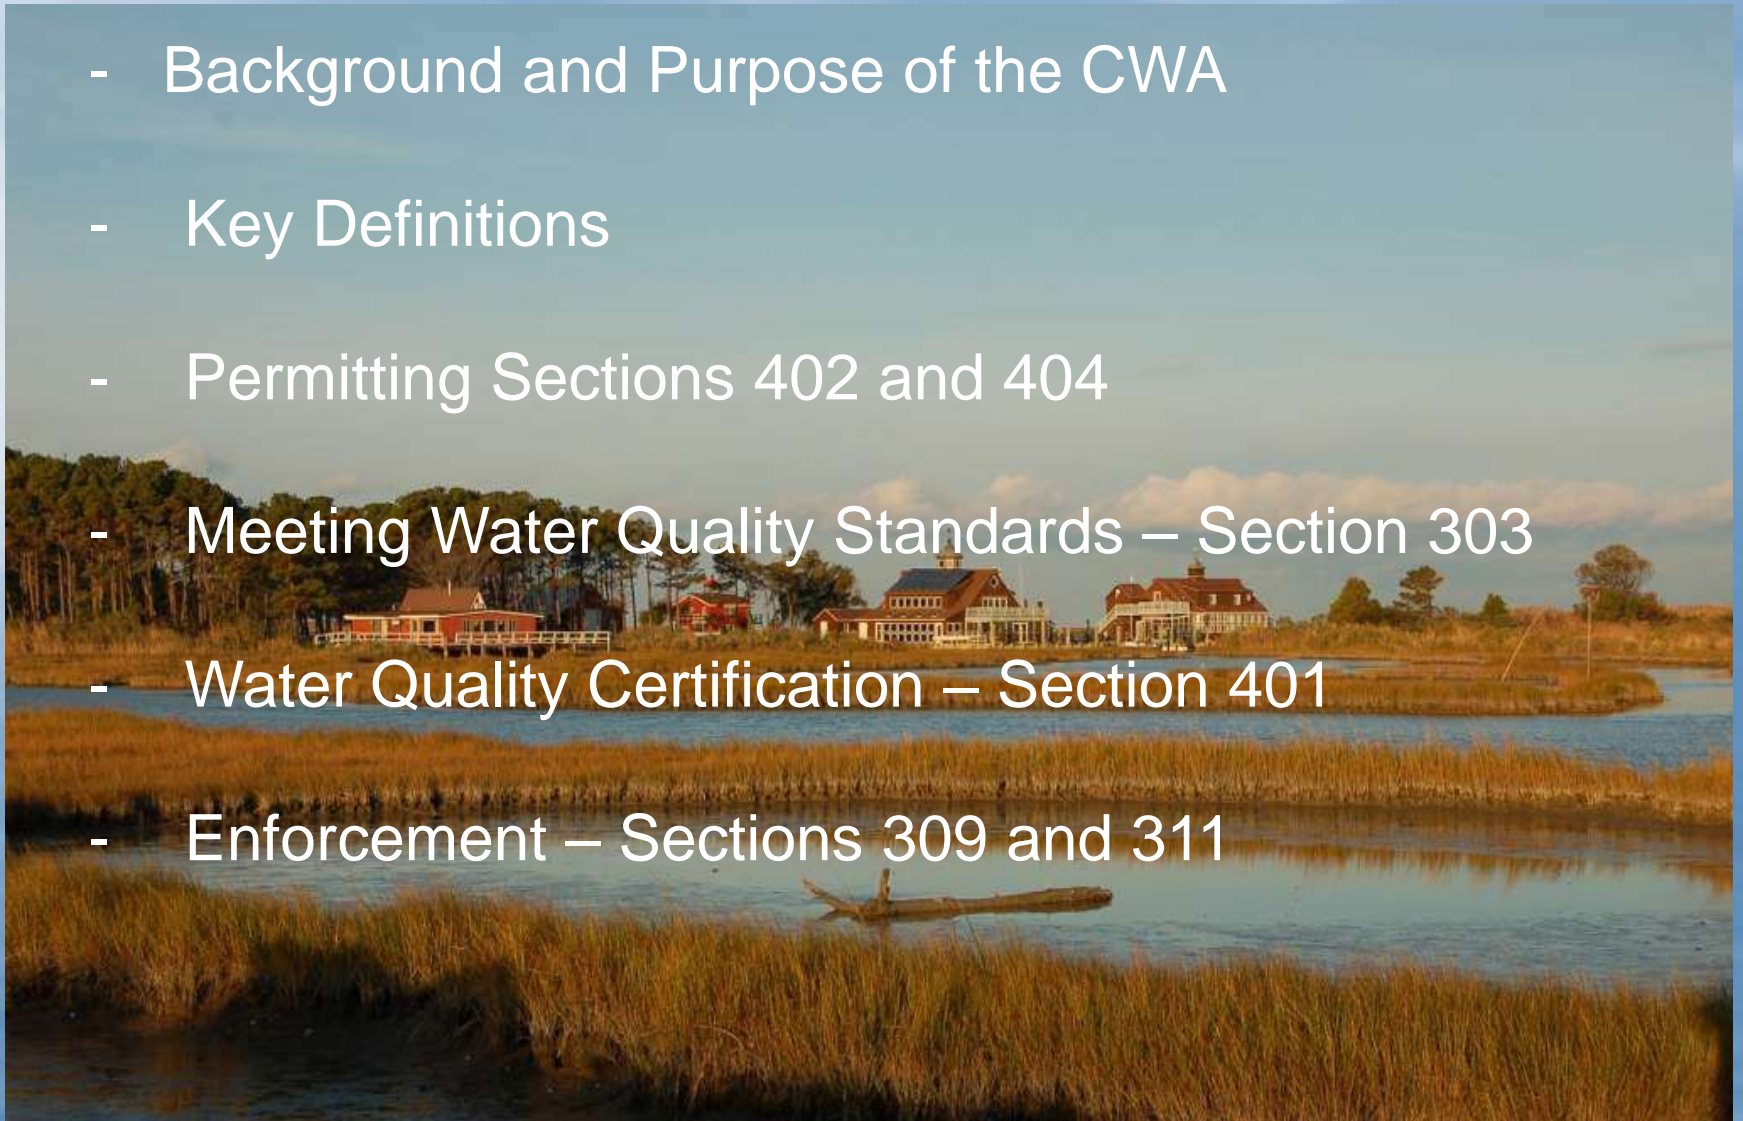 - Background and Purpose of the CWA
- Key Definitions
- Permitting Sections 402 and 404
- Meeting Water Quality Standards – Section 303
- Water Quality Certification – Section 401
- Enforcement – Sections 309 and 311